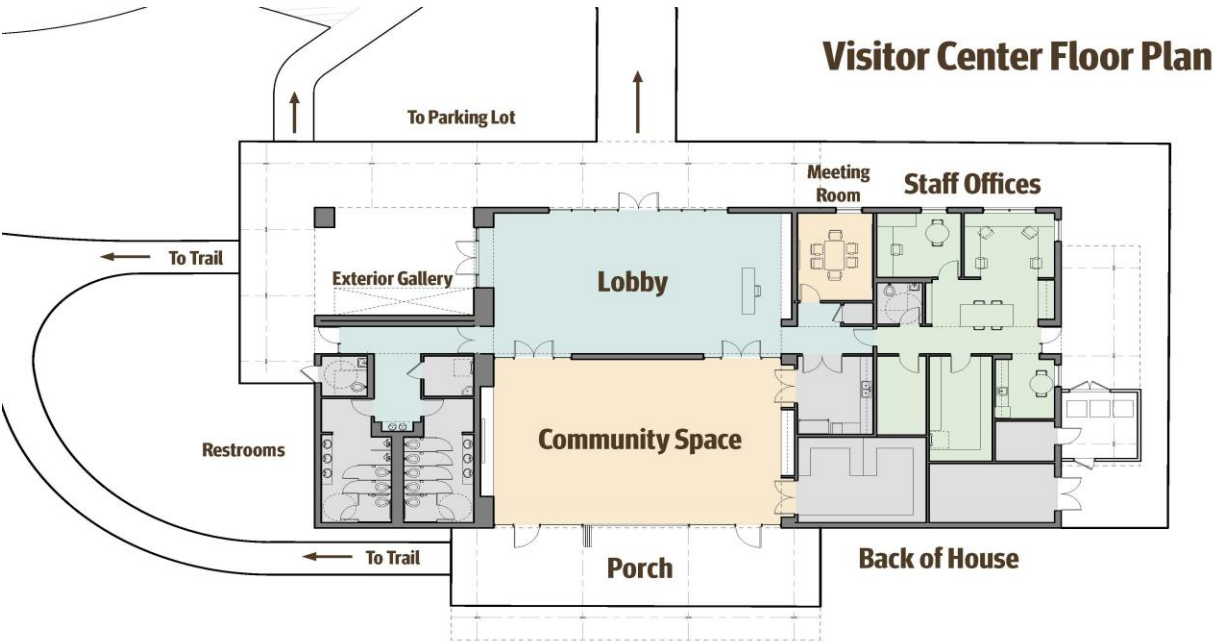 Visitor Center Floor Plan
To Parking Lot
Meeting
Room
Staff Offices
To Trail
Exterior Gallery
Lobby
Restrooms
Community Space
To Trail
Porch
Back of House